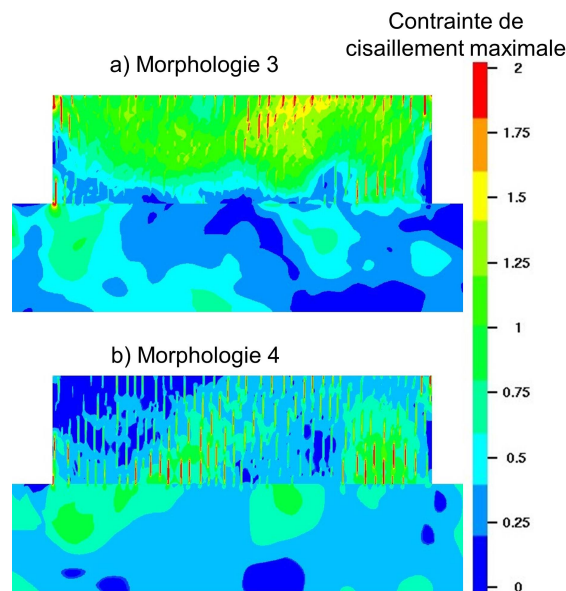 Contrainte de
cisaillement maximale
a) Morphologie 3
2
1.75
1.5
1.25
1
0.75
0.5
0.25
0
b) Morphologie 4